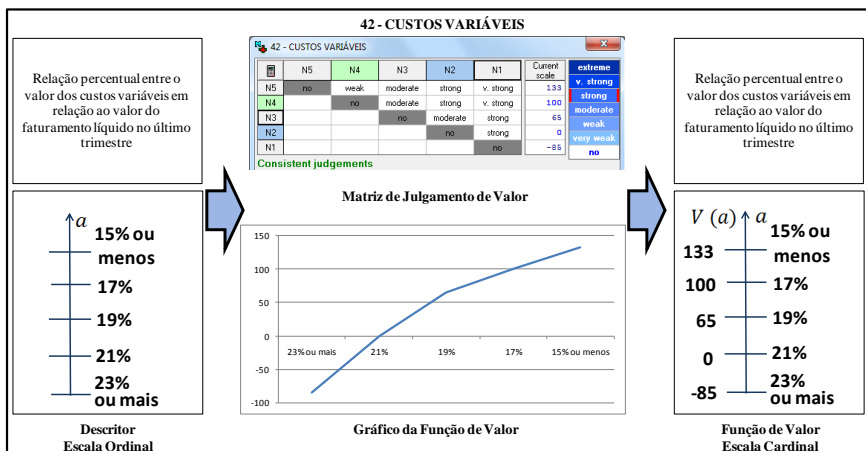 42 - CUSTOS VARIÁVEIS
Relação percentual entre o
valor dos custos variáveis em
relação ao valor do
faturamento líquido no último
trimestre
a
15% ou
menos
17%
19%
21%
23%
ou mais
Descritor
Escala Ordinal
42 - CUSTOS VARIÁVEIS
N5 N4 N3 N2 N1 Current
scale
N5 no weak moderate strong v. strong 133
N4 no moderate strong v. strong 100
N3 no moderate strong 65
N2 no strong 0
N1 no -85
extreme
v. strong
strong
moderate
weak
very weak
no
Consistent judgements
Matriz de Julgamento de Valor
150
100
50
0
-50
-100
23% ou mais 21% 19% 17% 15% ou menos
Gráfico da Função de Valor
Relação percentual entre o
valor dos custos variáveis em
relação ao valor do
faturamento líquido no último
trimestre
V (a) a
15% ou
133 menos
100 17%
65 19%
0 21%
23%
-85 ou mais
Função de Valor
Escala Cardinal